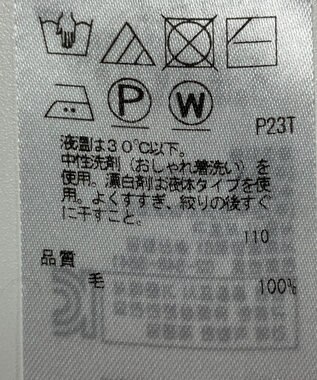 P
W
P23T
液温は30℃以下。
中性洗剤（おしゃれ着洗い）を
使用。漂白剤は液体タイプを使
用。よくすすぎ、絞りの後すぐ
に干すこと。
110
品質
毛 100%